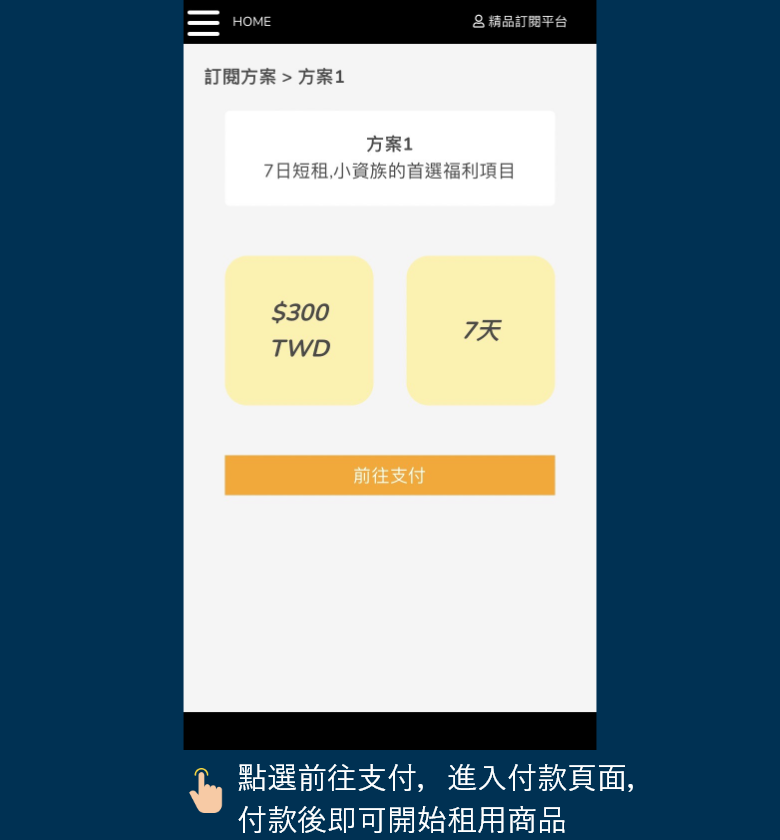 HOME
精品訂閱平台
訂閱方案 > 方案1
方案1
7日短租,小資族的首選福利項目
$300
TWD
7天
前往支付
點選前往支付, 進入付款頁面,
付款後即可開始租用商品